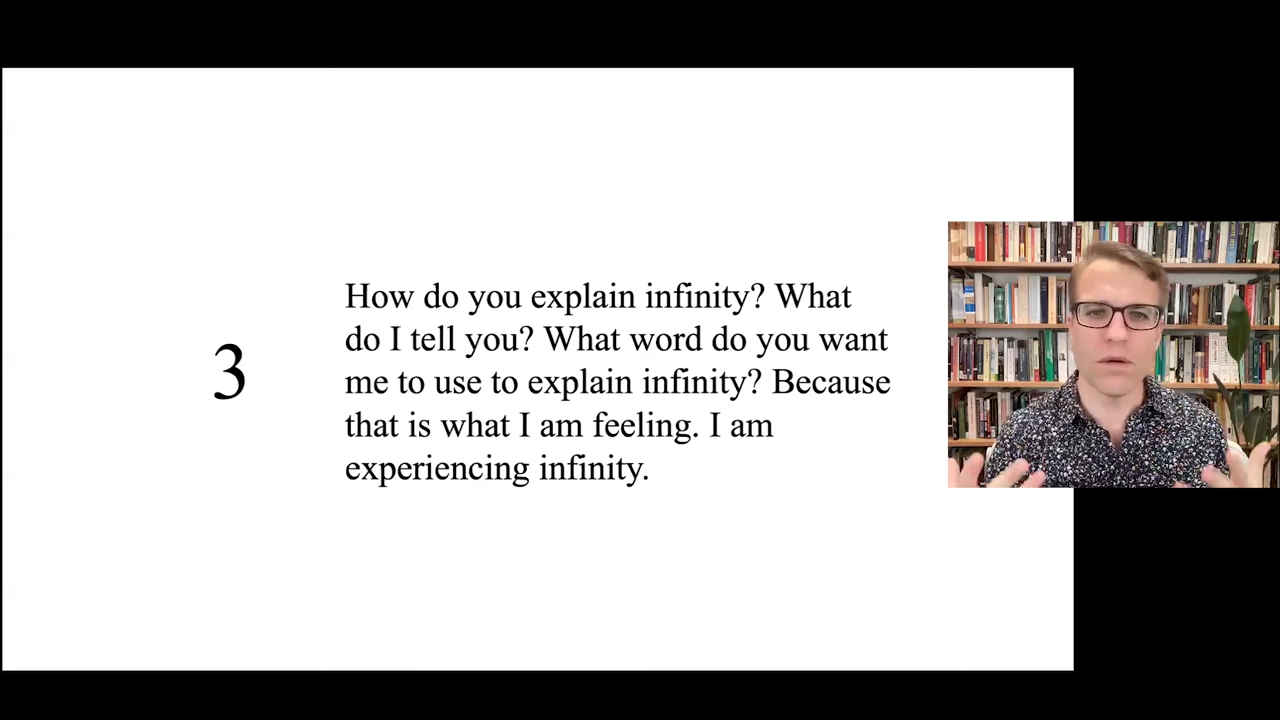 3
How do you explain infinity? What
do I tell you? What word do you want
me to use to explain infinity? Because
that is what I am feeling. I am
experiencing infinity.